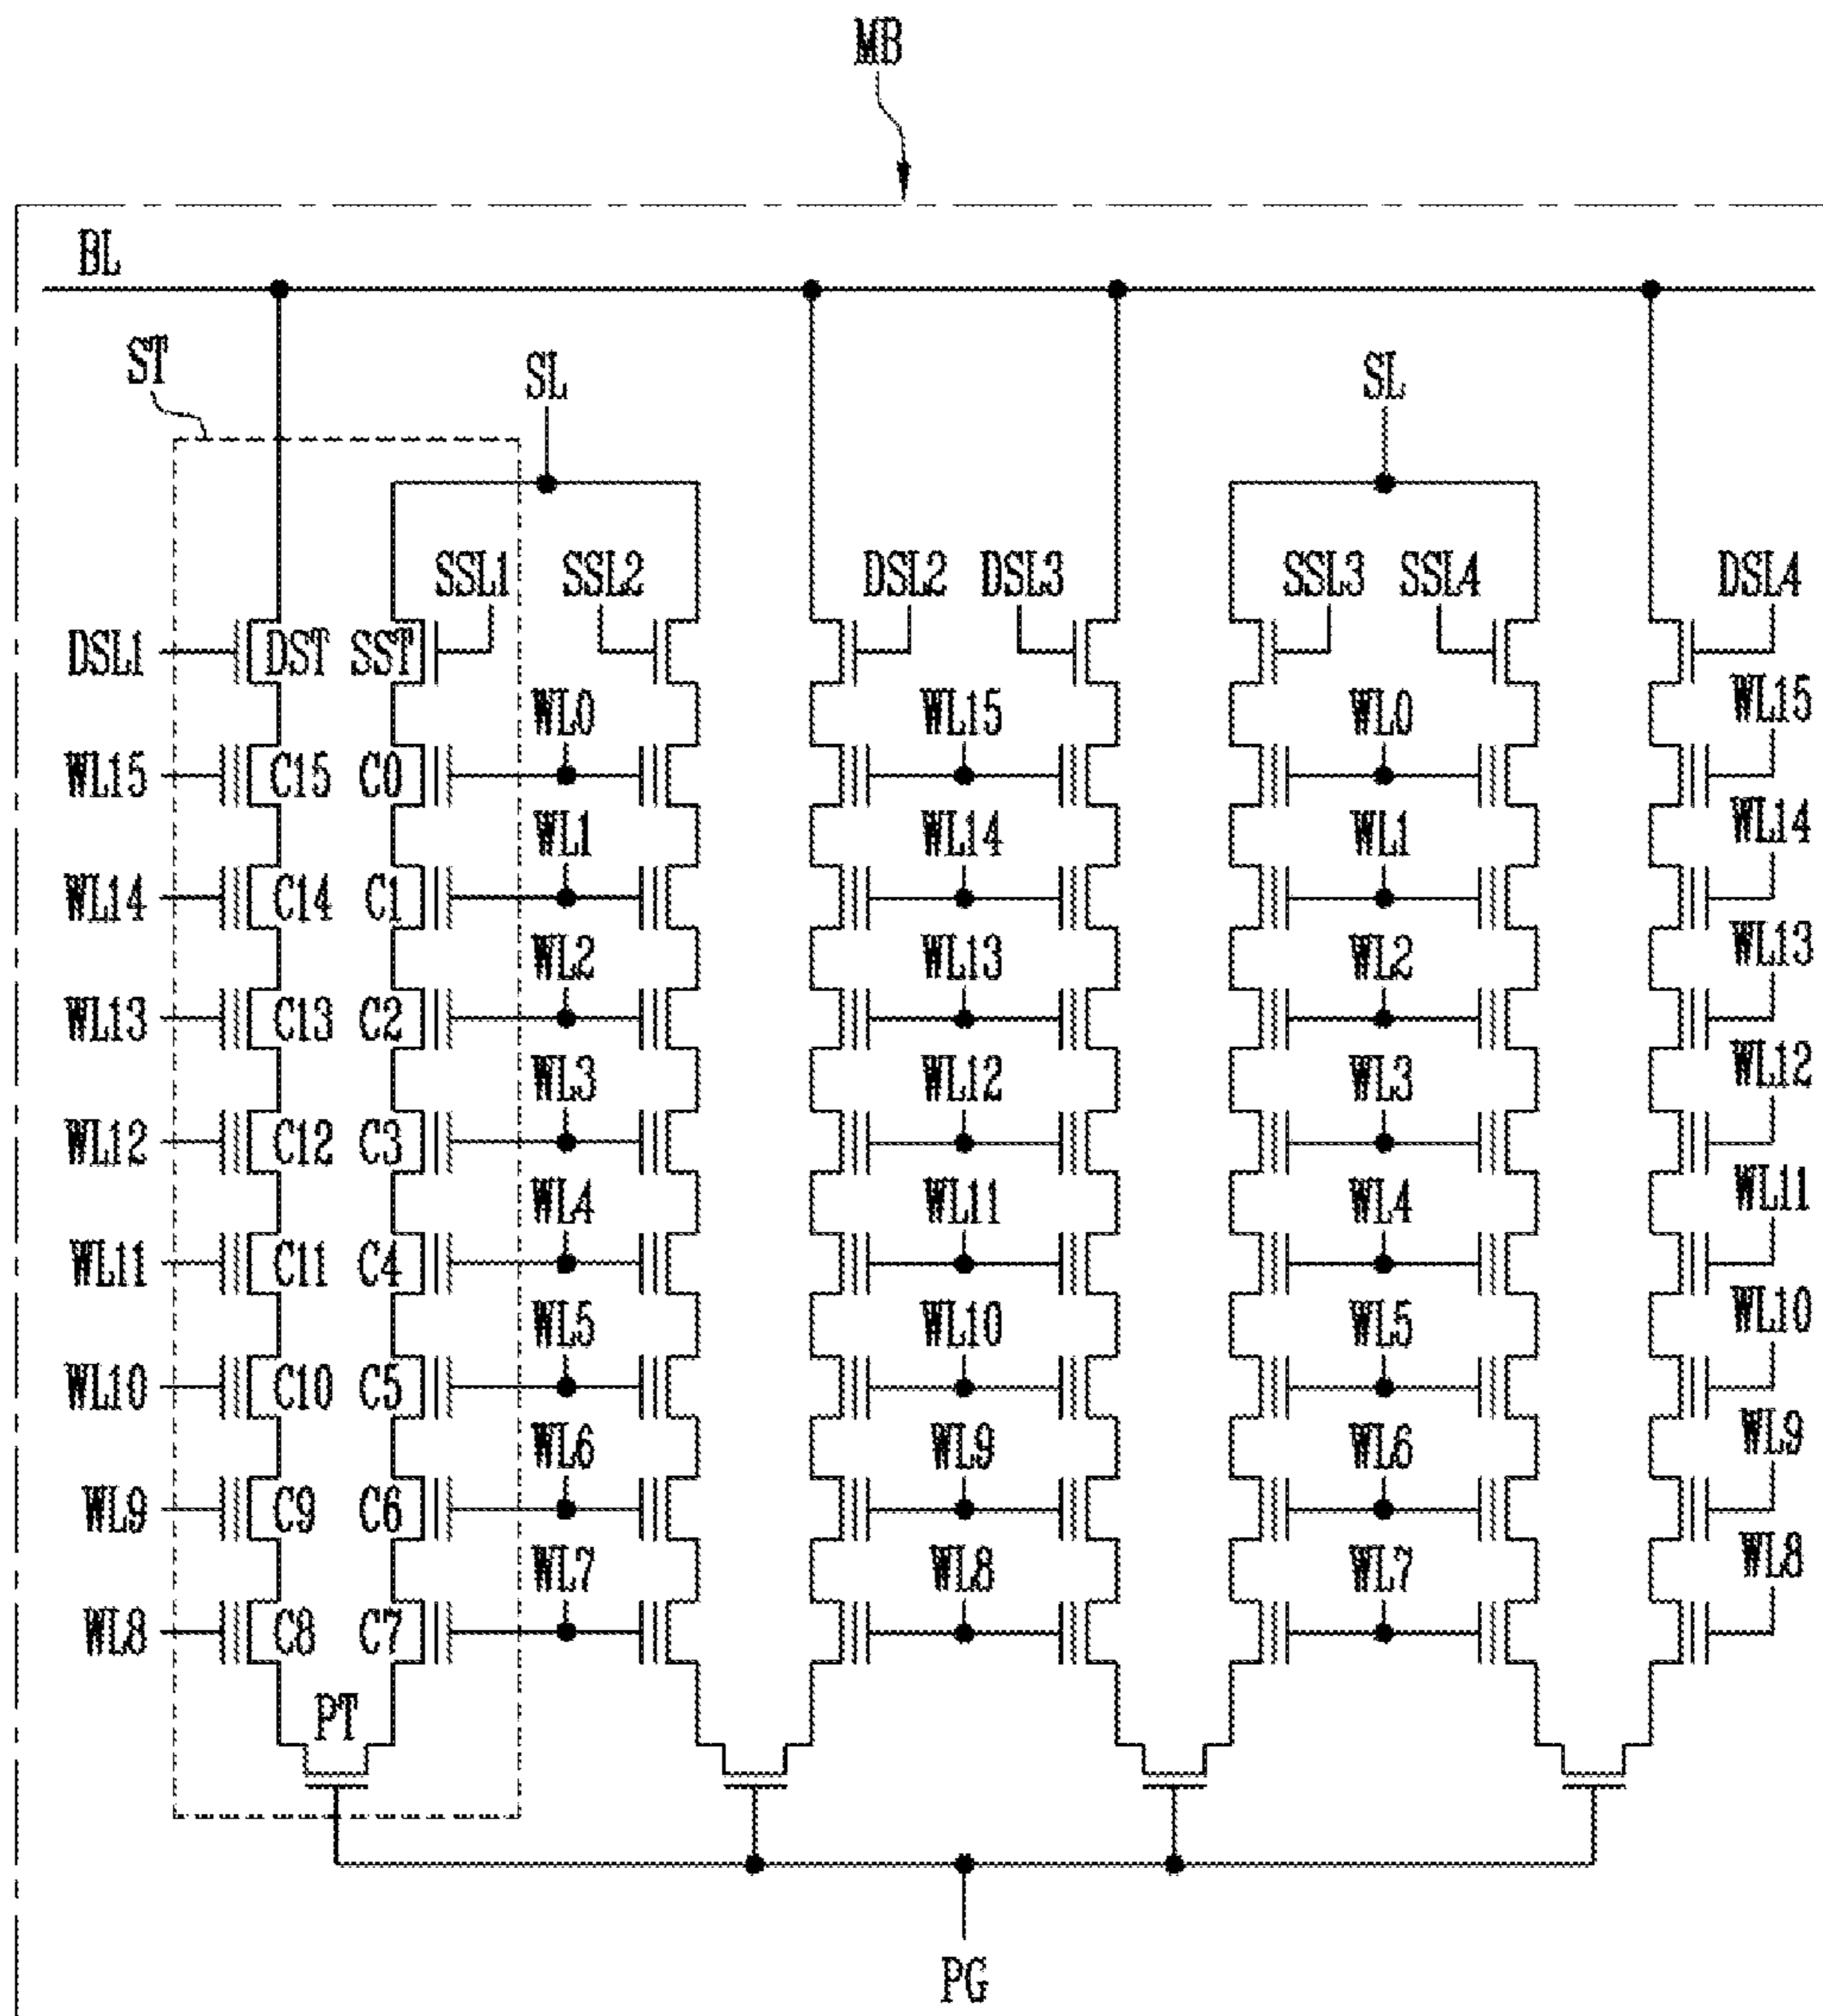 MB
BL
ST
SL SL
SSL1 SSL2 DSL2 DSL3 SSL3 SSL4 DSL4
DSL1 DST SST
WL0 WL15 WL0 WL15
WL15 C15 C0
WL1 WL14 WL1 WL14
WL14 C14 C1
WL2 WL13 WL2 WL13
WL13 C13 C2
WL3 WL12 WL3 WL12
WL12 C12 C3
WL4 WL11 WL4 WL11
WL11 C11 C4
WL5 WL10 WL5 WL10
WL10 C10 C5
WL6 WL9 WL6 WL9
WL9 C9 C6
WL7 WL8 WL7 WL8
WL8 C8 C7
PT
PG